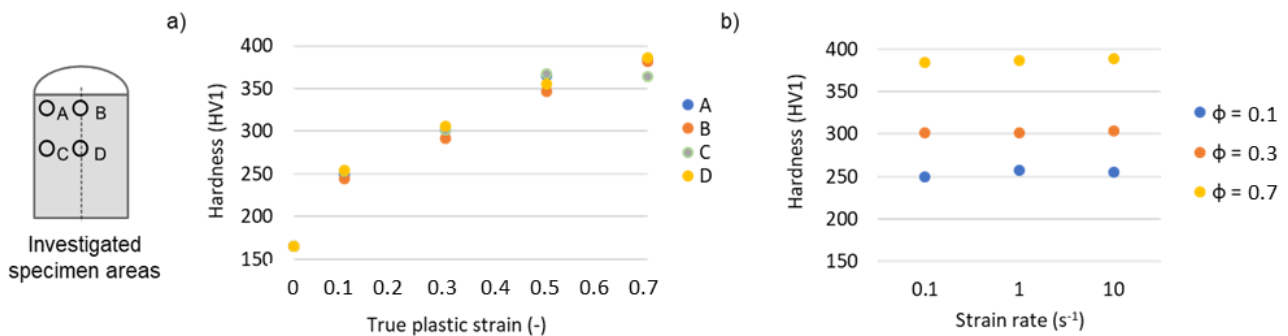 A
B
C
D
Investigated
specimen areas
a)
Hardness (HV1)
400
350
300
250
200
150
0 0.1 0.3 0.4 0.5 0.6 0.7
True plastic strain (-)
A
B
C
D
b)
Hardness (HV1)
400
350
300
250
200
150
0.1 1 10
Strain rate (s⁻¹)
ϕ = 0.1
ϕ = 0.3
ϕ = 0.7